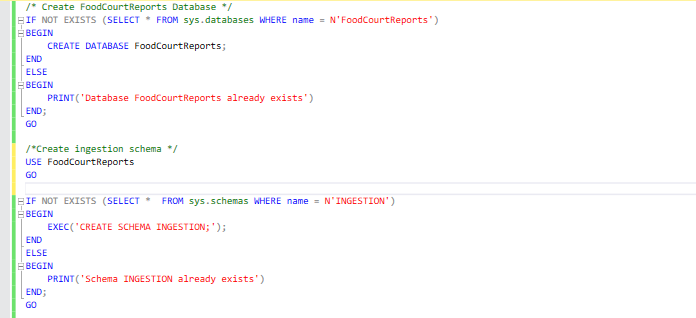 /* Create FoodCourtReports Database */
IF NOT EXISTS (SELECT * FROM sys.databases WHERE name = N'FoodCourtReports')
BEGIN
    CREATE DATABASE FoodCourtReports;
END
ELSE
BEGIN
    PRINT('Database FoodCourtReports already exists')
END;
GO

/*Create ingestion schema */
USE FoodCourtReports
GO

IF NOT EXISTS (SELECT *  FROM sys.schemas WHERE name = N'INGESTION')
BEGIN
    EXEC('CREATE SCHEMA INGESTION;');
END
ELSE
BEGIN
    PRINT('Schema INGESTION already exists')
END;
GO